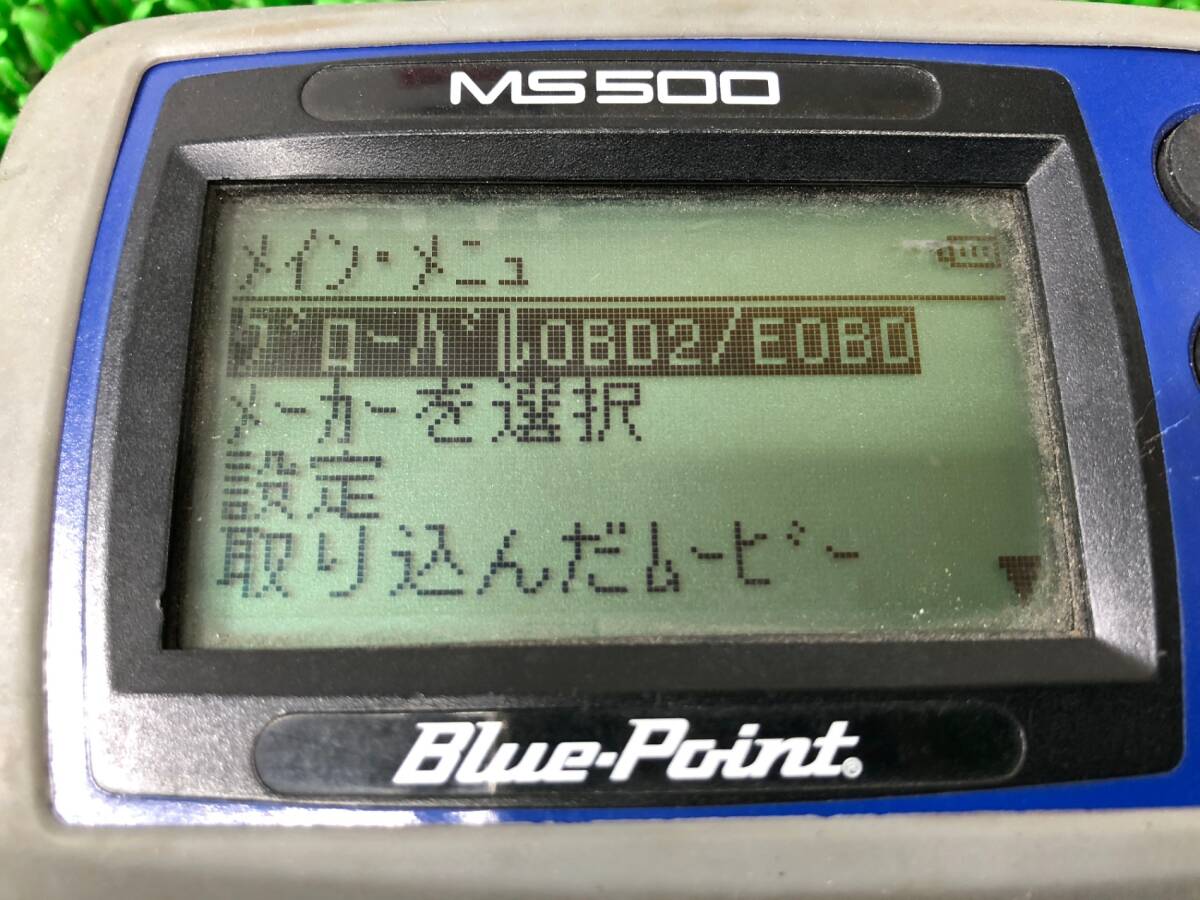 MS500
ﾒｲﾝ･ﾒﾆｭ
ｸﾞﾛｰﾊﾞﾙOBD2/EOBD
ﾒｰｶｰを選択
設定
取り込んだﾑｰﾋﾞｰ
Blue-Point®